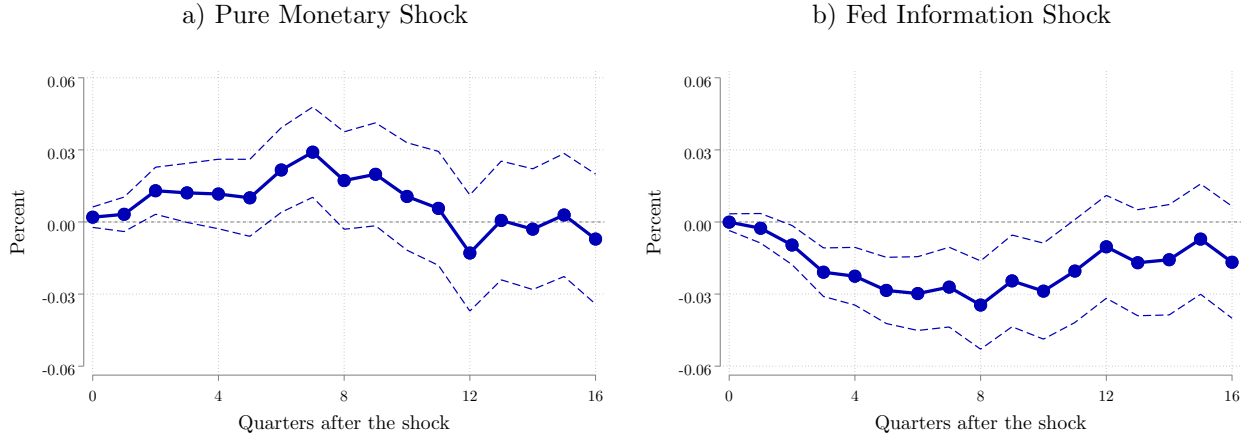 a) Pure Monetary Shock
0.06
0.03
0.00
-0.03
-0.06
Percent
0 4 8 12 16
Quarters after the shock
b) Fed Information Shock
0.06
0.03
0.00
-0.03
-0.06
Percent
0 4 8 12 16
Quarters after the shock